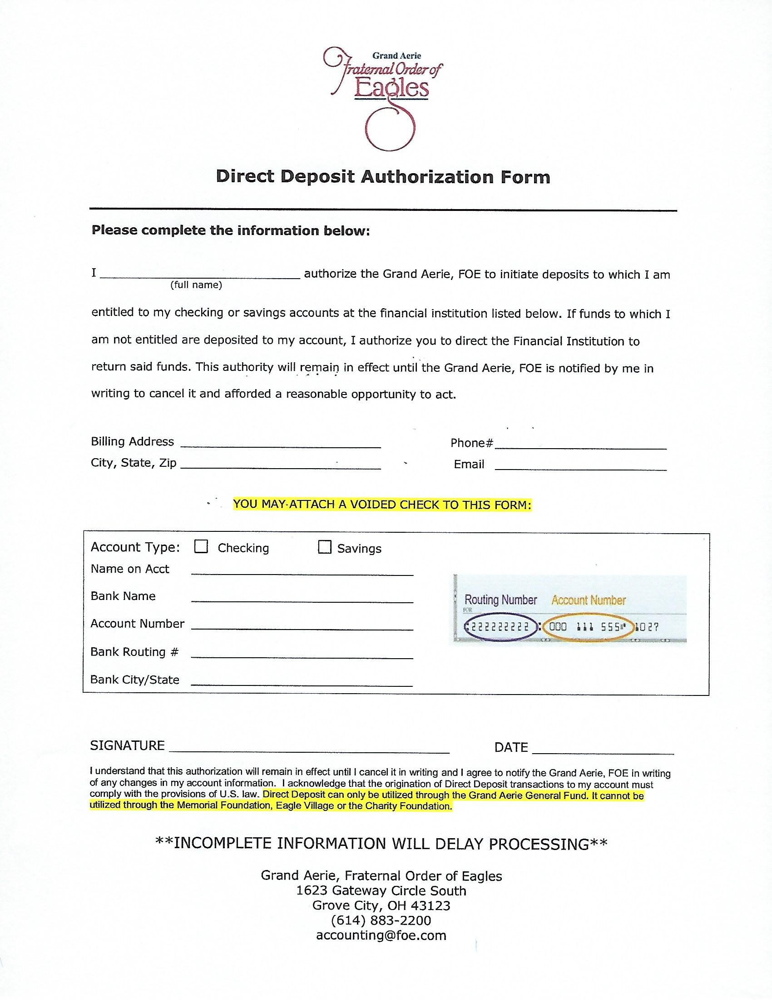 Grand Aerie
Fraternal Order of
Eagles
Direct Deposit Authorization Form
Please complete the information below:
I ______________________ authorize the Grand Aerie, FOE to initiate deposits to which I am
(full name)
entitled to my checking or savings accounts at the financial institution listed below. If funds to which I
am not entitled are deposited to my account, I authorize you to direct the Financial Institution to
return said funds. This authority will remain in effect until the Grand Aerie, FOE is notified by me in
writing to cancel it and afforded a reasonable opportunity to act.
Billing Address ______________________ Phone#______________________
City, State, Zip ______________________ Email ______________________
YOU MAY ATTACH A VOIDED CHECK TO THIS FORM:
Account Type: ☐ Checking ☐ Savings
Name on Acct ______________________
Bank Name ______________________
Routing Number Account Number
FOR
Account Number ______________________
⑆222222222⑆ 000 111 555⑈ 1027
Bank Routing # ______________________
Bank City/State ______________________
SIGNATURE ______________________ DATE ______________________
I understand that this authorization will remain in effect until I cancel it in writing and I agree to notify the Grand Aerie, FOE in writing
of any changes in my account information. I acknowledge that the origination of Direct Deposit transactions to my account must
comply with the provisions of U.S. law. Direct Deposit can only be utilized through the Grand Aerie General Fund. It cannot be
utilized through the Memorial Foundation, Eagle Village or the Charity Foundation.
**INCOMPLETE INFORMATION WILL DELAY PROCESSING**
Grand Aerie, Fraternal Order of Eagles
1623 Gateway Circle South
Grove City, OH 43123
(614) 883-2200
accounting@foe.com